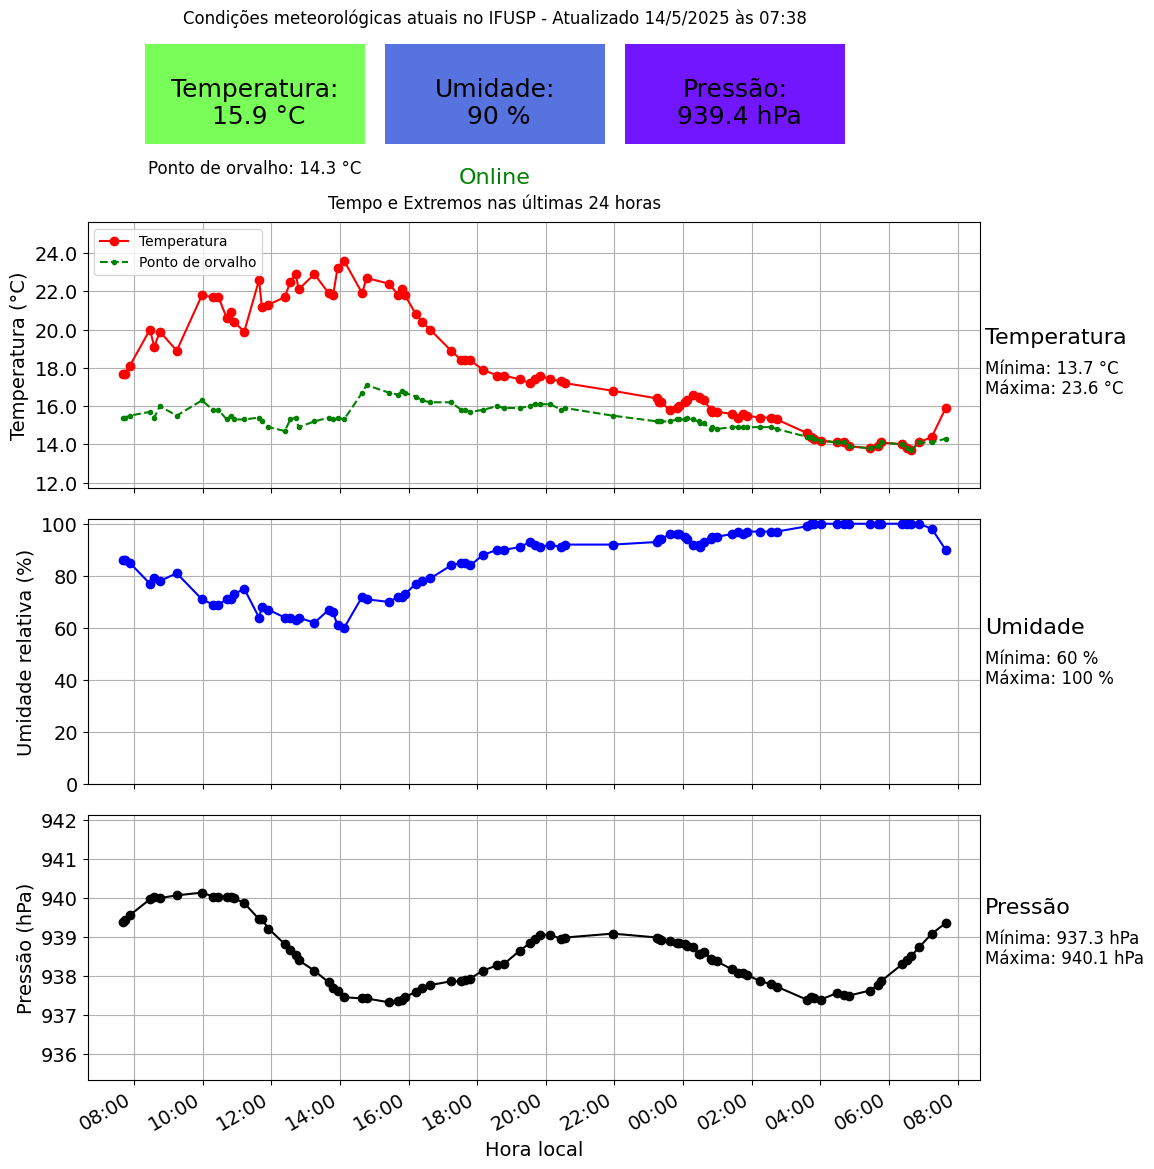 Condições meteorológicas atuais no IFUSP - Atualizado 14/5/2025 às 07:38
Temperatura:
15.9 °C
Umidade:
90 %
Pressão:
939.4 hPa
Ponto de orvalho: 14.3 °C
Online
Tempo e Extremos nas últimas 24 horas
Temperatura
Ponto de orvalho
Temperatura (°C)
24.0
22.0
20.0
18.0
16.0
14.0
12.0
Temperatura
Mínima: 13.7 °C
Máxima: 23.6 °C
Umidade relativa (%)
100
80
60
40
20
0
Umidade
Mínima: 60 %
Máxima: 100 %
Pressão (hPa)
942
941
940
939
938
937
936
Pressão
Mínima: 937.3 hPa
Máxima: 940.1 hPa
08:00 10:00 12:00 14:00 16:00 18:00 20:00 22:00 00:00 02:00 04:00 06:00 08:00
Hora local